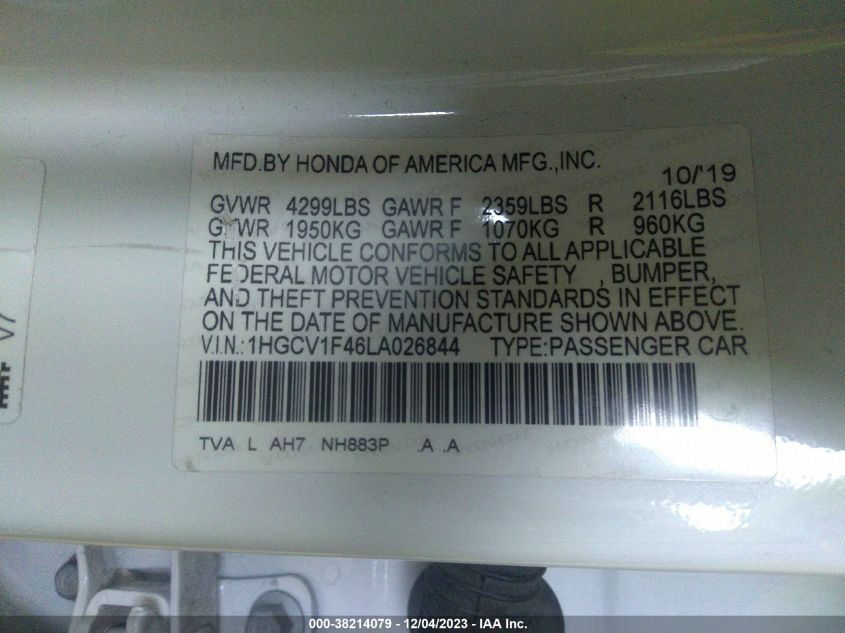 MFD.BY HONDA OF AMERICA MFG.,INC. 10/'19
GVWR 4299LBS GAWR F 2359LBS R 2116LBS
GVWR 1950KG GAWR F 1070KG R 960KG
THIS VEHICLE CONFORMS TO ALL APPLICABLE
FEDERAL MOTOR VEHICLE SAFETY , BUMPER,
AND THEFT PREVENTION STANDARDS IN EFFECT
ON THE DATE OF MANUFACTURE SHOWN ABOVE.
V.I.N.:1HGCV1F46LA026844 TYPE:PASSENGER CAR
TVA L AH7 NH883P .A .A
V7
000-38214079 - 12/04/2023 - IAA Inc.